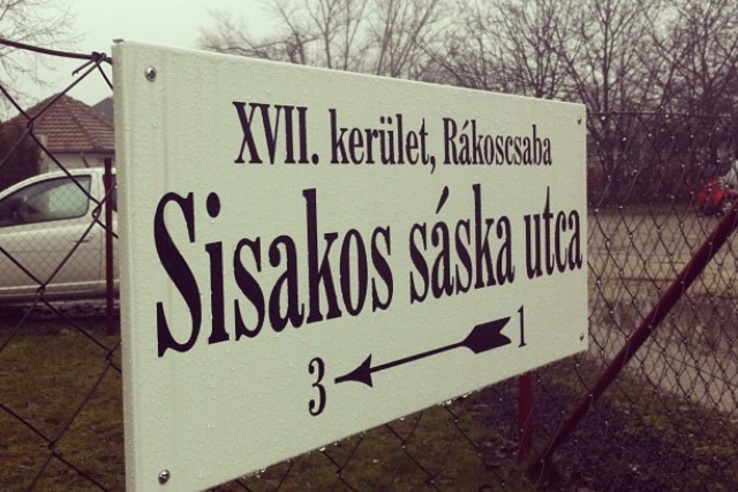 XVII. kerület, Rákoscsaba
Sisakos sáska utca
3 1